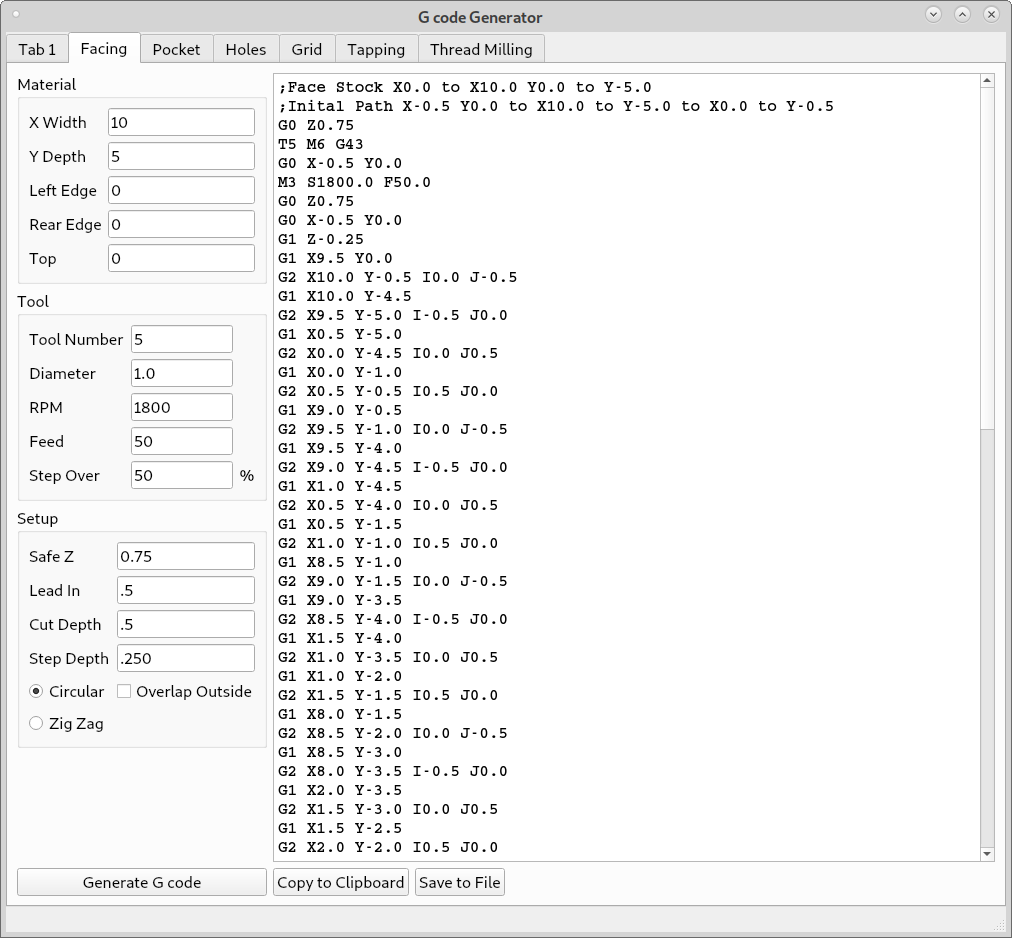 G code Generator
Tab 1 Facing Pocket Holes Grid Tapping Thread Milling
Material
X Width 10
Y Depth 5
Left Edge 0
Rear Edge 0
Top 0
Tool
Tool Number 5
Diameter 1.0
RPM 1800
Feed 50
Step Over 50 %
Setup
Safe Z 0.75
Lead In .5
Cut Depth .5
Step Depth .250
Circular Overlap Outside
Zig Zag
Generate G code
;Face Stock X0.0 to X10.0 Y0.0 to Y-5.0
;Inital Path X-0.5 Y0.0 to X10.0 to Y-5.0 to X0.0 to Y-0.5
G0 Z0.75
T5 M6 G43
G0 X-0.5 Y0.0
M3 S1800.0 F50.0
G0 Z0.75
G0 X-0.5 Y0.0
G1 Z-0.25
G1 X9.5 Y0.0
G2 X10.0 Y-0.5 I0.0 J-0.5
G1 X10.0 Y-4.5
G2 X9.5 Y-5.0 I-0.5 J0.0
G1 X0.5 Y-5.0
G2 X0.0 Y-4.5 I0.0 J0.5
G1 X0.0 Y-1.0
G2 X0.5 Y-0.5 I0.5 J0.0
G1 X9.0 Y-0.5
G2 X9.5 Y-1.0 I0.0 J-0.5
G1 X9.5 Y-4.0
G2 X9.0 Y-4.5 I-0.5 J0.0
G1 X1.0 Y-4.5
G2 X0.5 Y-4.0 I0.0 J0.5
G1 X0.5 Y-1.5
G2 X1.0 Y-1.0 I0.5 J0.0
G1 X8.5 Y-1.0
G2 X9.0 Y-1.5 I0.0 J-0.5
G1 X9.0 Y-3.5
G2 X8.5 Y-4.0 I-0.5 J0.0
G1 X1.5 Y-4.0
G2 X1.0 Y-3.5 I0.0 J0.5
G1 X1.0 Y-2.0
G2 X1.5 Y-1.5 I0.5 J0.0
G1 X8.0 Y-1.5
G2 X8.5 Y-2.0 I0.0 J-0.5
G1 X8.5 Y-3.0
G2 X8.0 Y-3.5 I-0.5 J0.0
G1 X2.0 Y-3.5
G2 X1.5 Y-3.0 I0.0 J0.5
G1 X1.5 Y-2.5
G2 X2.0 Y-2.0 I0.5 J0.0
Copy to Clipboard Save to File